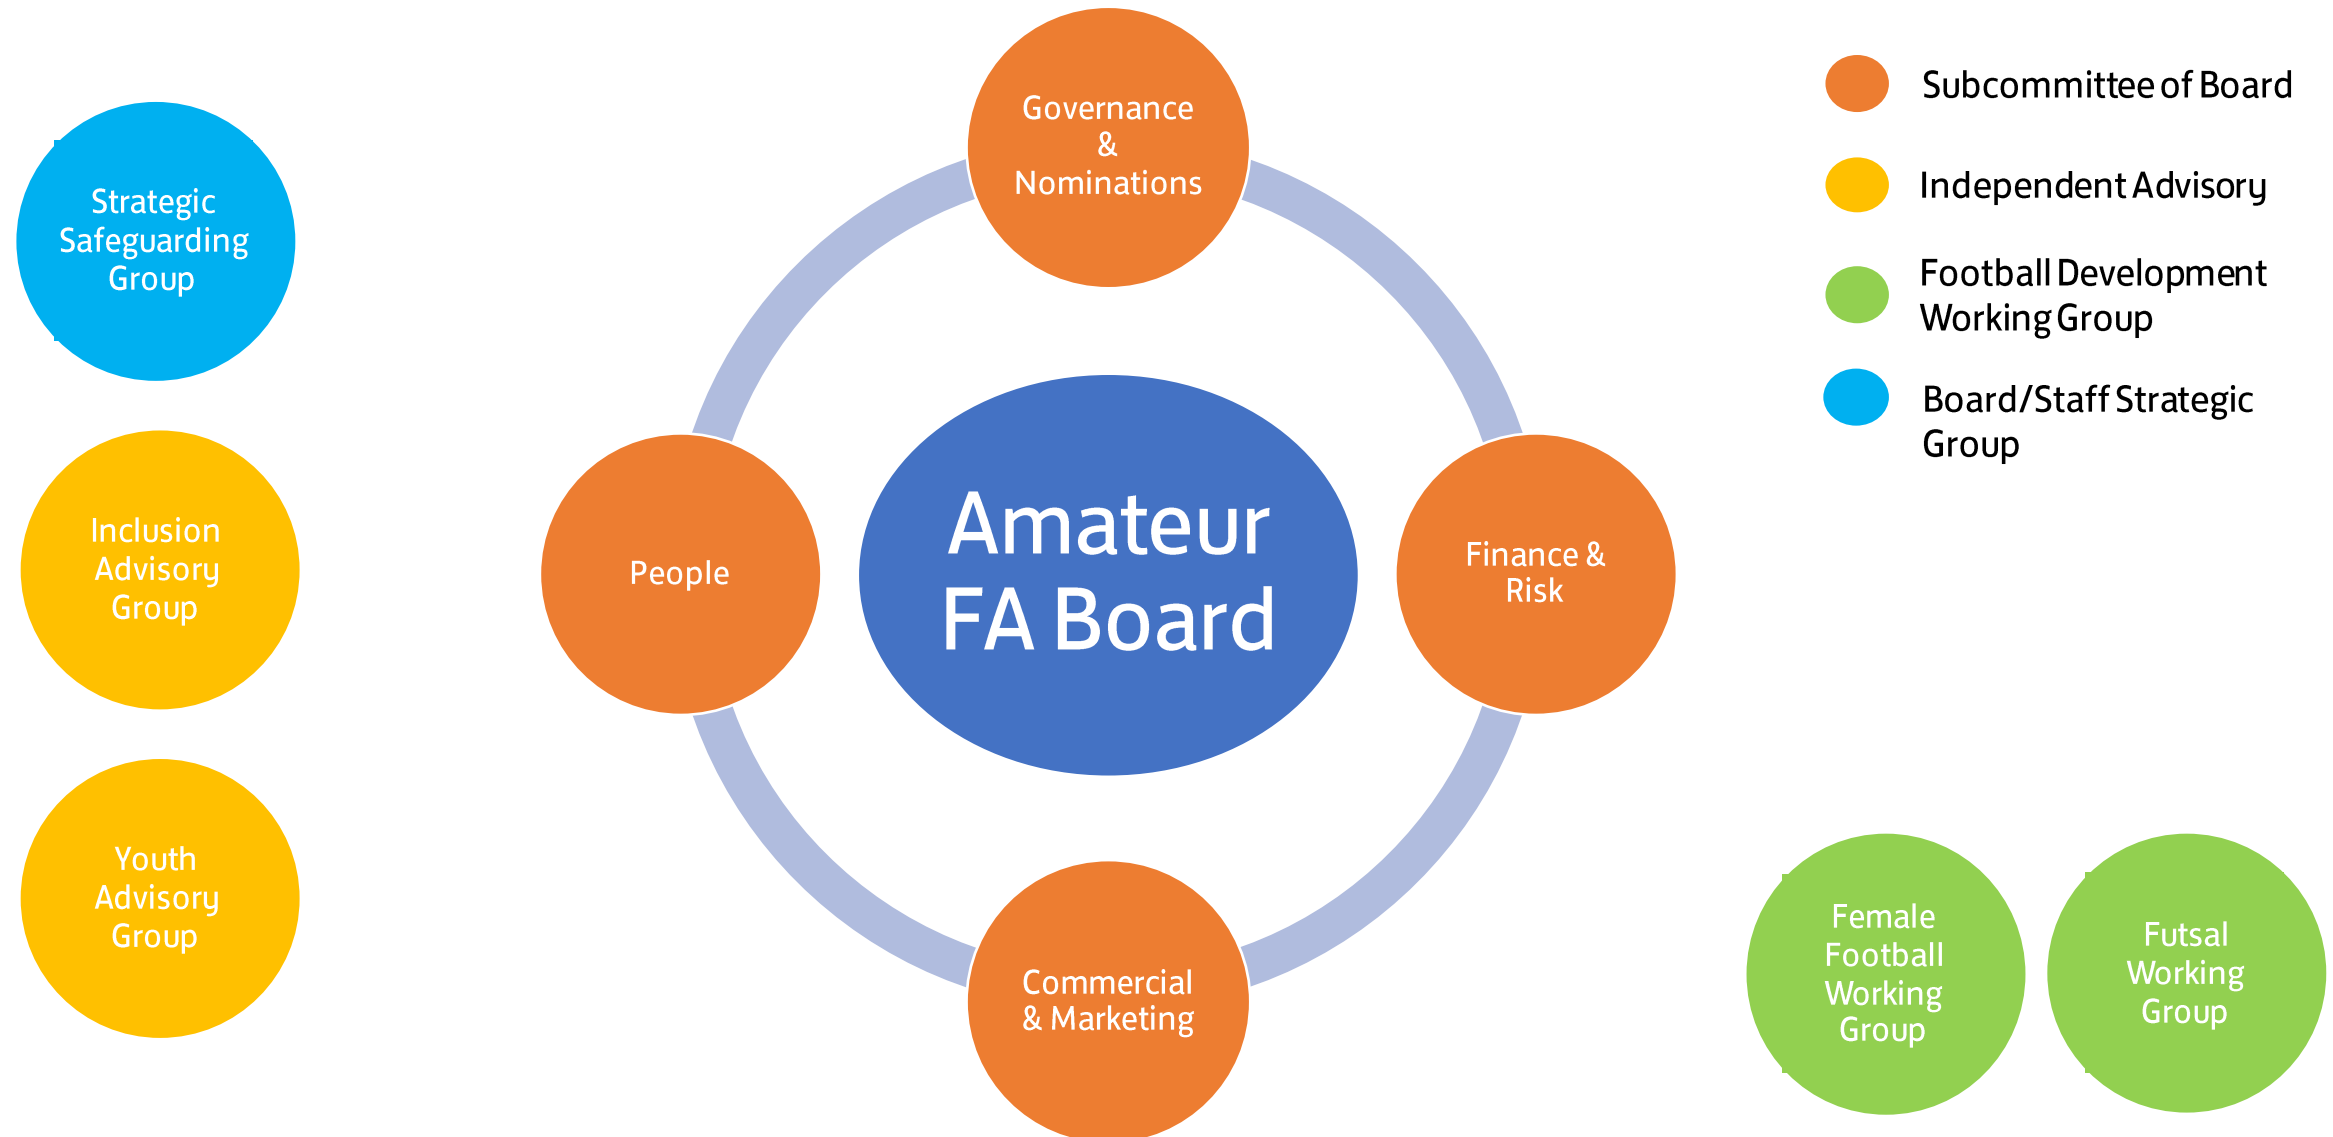 Governance
&
Nominations
Strategic
Safeguarding
Group
Inclusion
Advisory
Group
Youth
Advisory
Group
People
Amateur
FA Board
Finance &
Risk
Commercial
& Marketing
Subcommittee of Board
Independent Advisory
Football Development
Working Group
Board/Staff Strategic
Group
Female
Football
Working
Group
Futsal
Working
Group